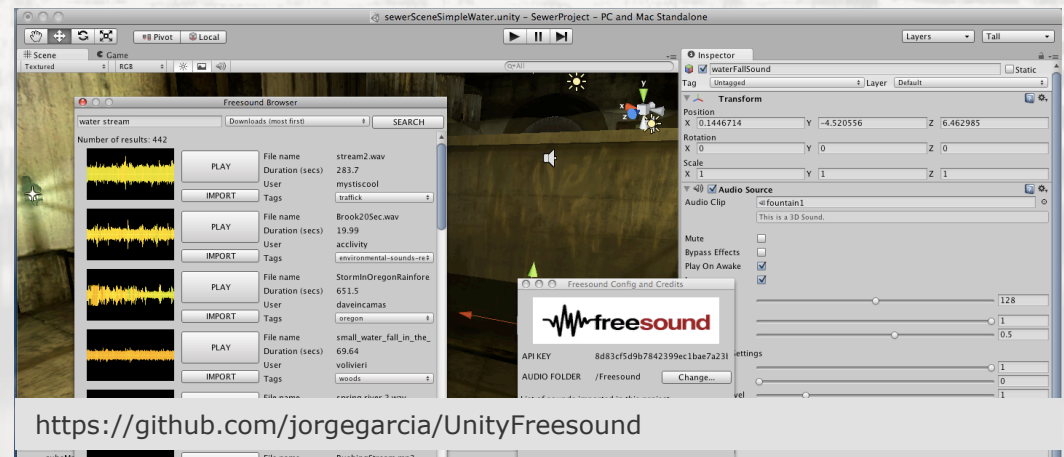 sewerSceneSimpleWater.unity - SewerProject - PC and Mac Standalone
Pivot Local Layers Tall
Scene Game
Textured RGB All
Freesound Browser
water stream Downloads (most first) SEARCH
Number of results: 442
PLAY
IMPORT
File name stream2.wav
Duration (secs) 283.7
User mystiscool
Tags traffick
PLAY
IMPORT
File name Brook20Sec.wav
Duration (secs) 19.99
User acclivity
Tags environmental-sounds-re
PLAY
IMPORT
File name StormInOregonRainfore
Duration (secs) 651.5
User daveincamas
Tags oregon
PLAY
IMPORT
File name small_water_fall_in_the_
Duration (secs) 69.64
User volivieri
Tags woods
y
x
Freesound Config and Credits
freesound
API KEY 8d83cf5d9b7842399ec1bae7a23
AUDIO FOLDER /Freesound Change...
Inspector
waterFallSound Static
Tag Untagged Layer Default
Transform
Position
X 0.1446714 Y -4.520556 Z 6.462985
Rotation
X 0 Y 0 Z 0
Scale
X 1 Y 1 Z 1
Audio Source
Audio Clip fountain1
This is a 3D Sound.
Mute
Bypass Effects
Play On Awake
128
1
0.5
1
0
1
https://github.com/jorgegarcia/UnityFreesound